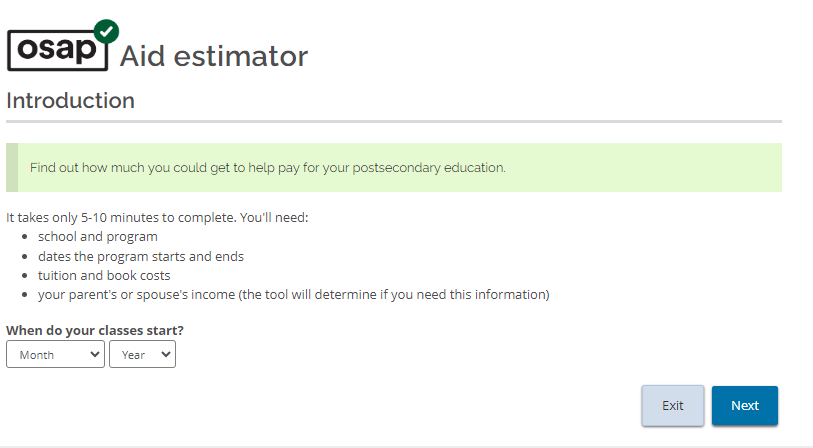 osap Aid estimator
Introduction
Find out how much you could get to help pay for your postsecondary education.
It takes only 5-10 minutes to complete. You'll need:
• school and program
• dates the program starts and ends
• tuition and book costs
• your parent's or spouse's income (the tool will determine if you need this information)
When do your classes start?
Month Year
Exit Next